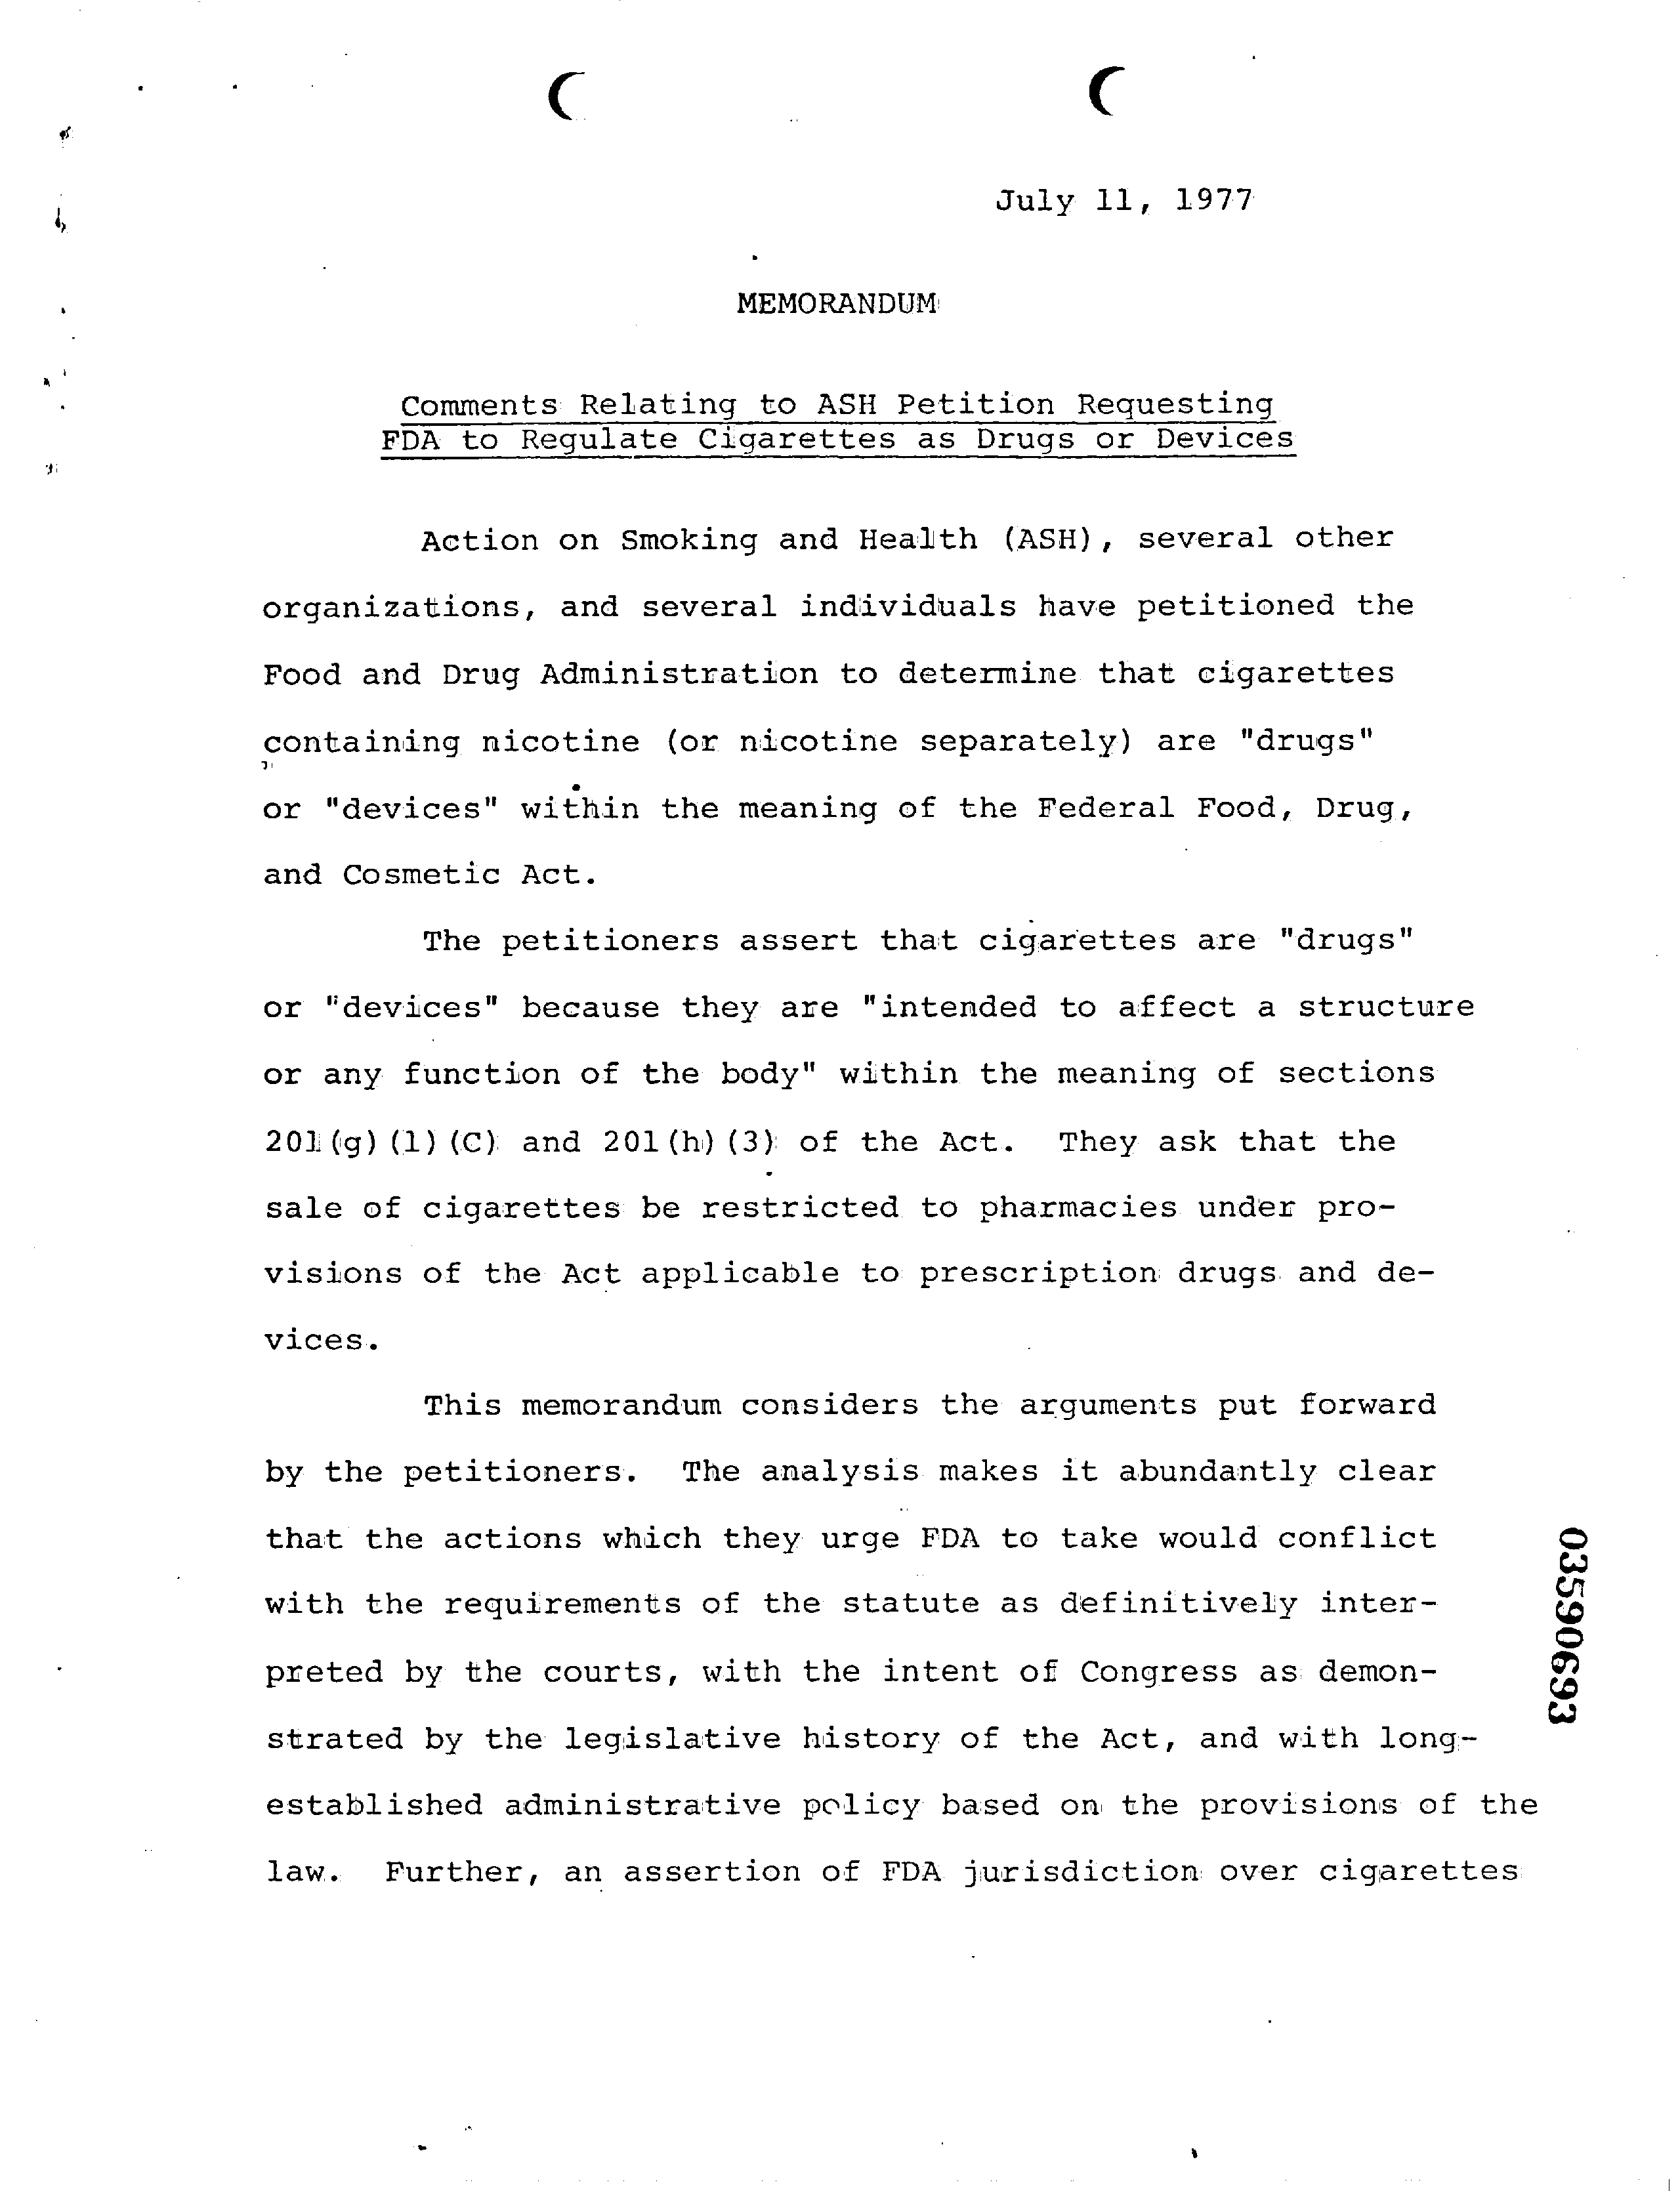 July 11, 1977
MEMORANDUM
Comments Relating to ASH Petition Requesting
FDA to Regulate Cigarettes as Drugs or Devices
Action on Smoking and Health (ASH), several other
organizations, and several individuals have petitioned the
Food and Drug Administration to determine that cigarettes
containing nicotine (or nicotine separately) are "drugs"
or "devices" within the meaning of the Federal Food, Drug,
and Cosmetic Act.
The petitioners assert that cigarettes are "drugs"
or "devices" because they are "intended to affect a structure
or any function of the body" within the meaning of sections
201(g)(1)(C) and 201(h)(3) of the Act. They ask that the
sale of cigarettes be restricted to pharmacies under pro-
visions of the Act applicable to prescription drugs and de-
vices.
This memorandum considers the arguments put forward
by the petitioners. The analysis makes it abundantly clear
that the actions which they urge FDA to take would conflict
with the requirements of the statute as definitively inter-
preted by the courts, with the intent of Congress as demon-
strated by the legislative history of the Act, and with long-
established administrative policy based on the provisions of the
law. Further, an assertion of FDA jurisdiction over cigarettes
03590693